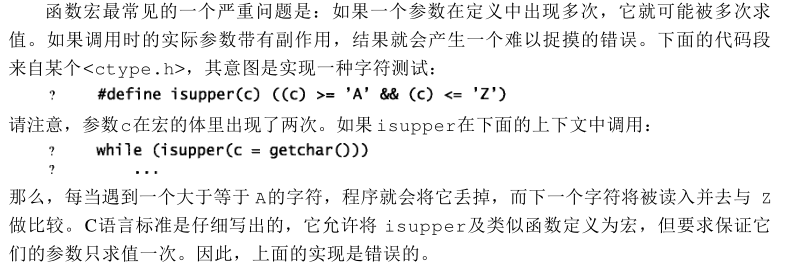 函数宏最常见的一个严重问题是：如果一个参数在定义中出现多次，它就可能被多次求
值。如果调用时的实际参数带有副作用，结果就会产生一个难以捉摸的错误。下面的代码段
来自某个<ctype.h>，其意图是实现一种字符测试：
? #define isupper(c) ((c) >= 'A' && (c) <= 'Z')
请注意，参数c在宏的体里出现了两次。如果isupper在下面的上下文中调用：
? while (isupper(c = getchar()))
? ...
那么，每当遇到一个大于等于 A的字符，程序就会将它丢掉，而下一个字符将被读入并去与 Z
做比较。C语言标准是仔细写出的，它允许将 isupper及类似函数定义为宏，但要求保证它
们的参数只求值一次。因此，上面的实现是错误的。